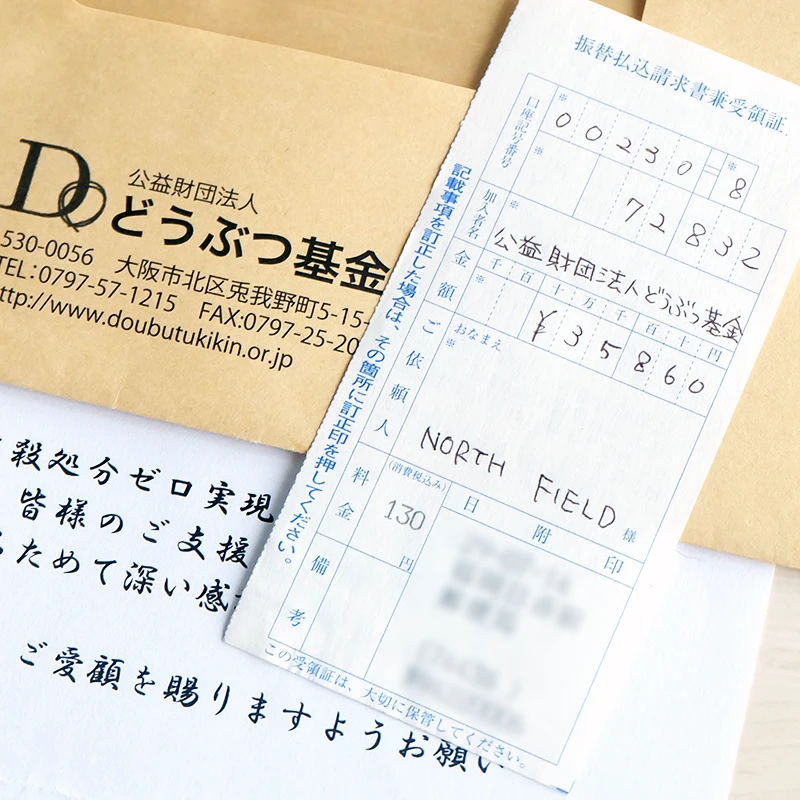 DO
公益財団法人
どうぶつ基金
530-0056 大阪市北区兎我野町5-15-
TEL:0797-57-1215 FAX:0797-25-20
http://www.doubutukikin.or.jp
殺処分ゼロ実現
皆様のご支援
ためて深い感
ご愛顧を賜りますようお願い
振替払込請求書兼受領証
口座記号番号
※ 00230-※8
※ 72832
加入者名
※ 公益財団法人どうぶつ基金
金額
※ 千百十万千百十円
¥35860
ご依頼人
おなまえ
※
NORTH FIELD 様
料金
(消費税込み)
130 円
日附印
備考
記載事項を訂正した場合は、その箇所に訂正印を押してください。
この受領証は、大切に保管してください。